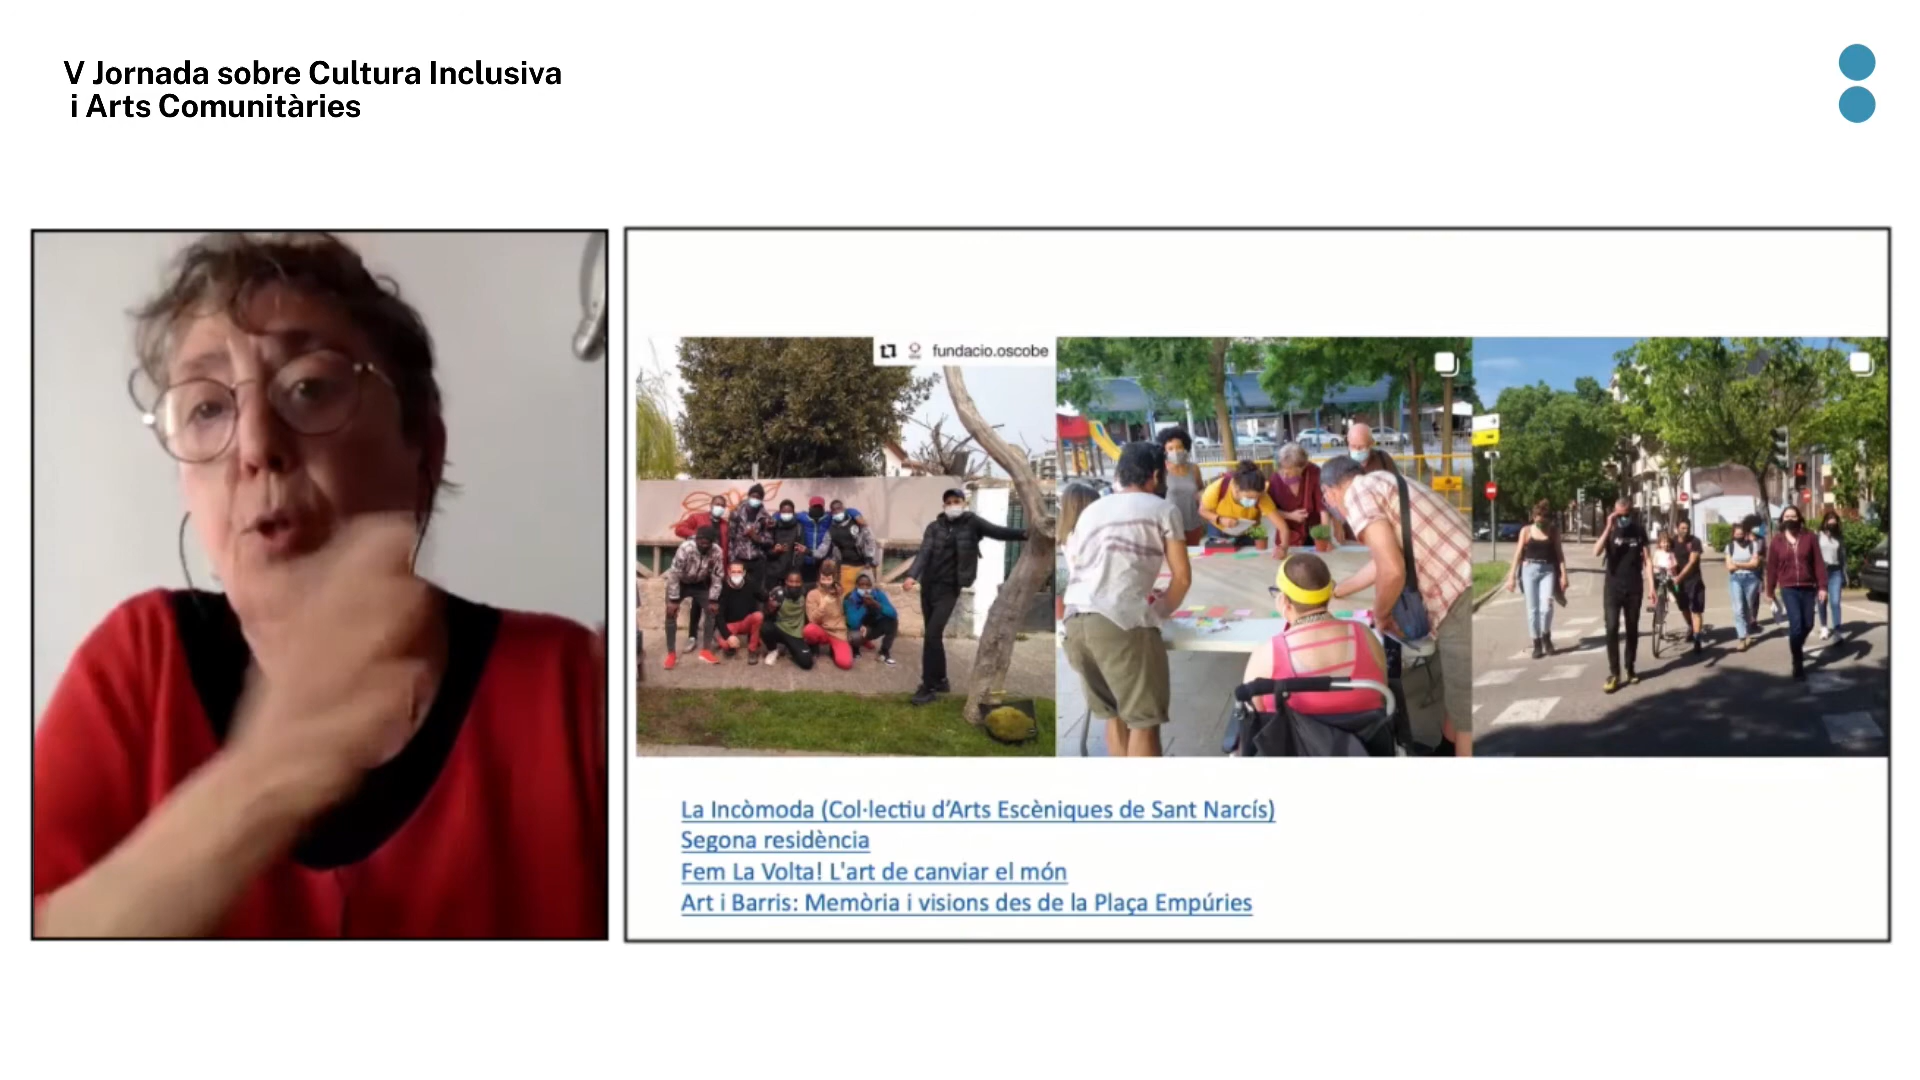 V Jornada sobre Cultura Inclusiva
i Arts Comunitàries
fundacio.oscobe
La Incòmoda (Col·lectiu d’Arts Escèniques de Sant Narcís)
Segona residència
Fem La Volta! L'art de canviar el món
Art i Barris: Memòria i visions des de la Plaça Empúries